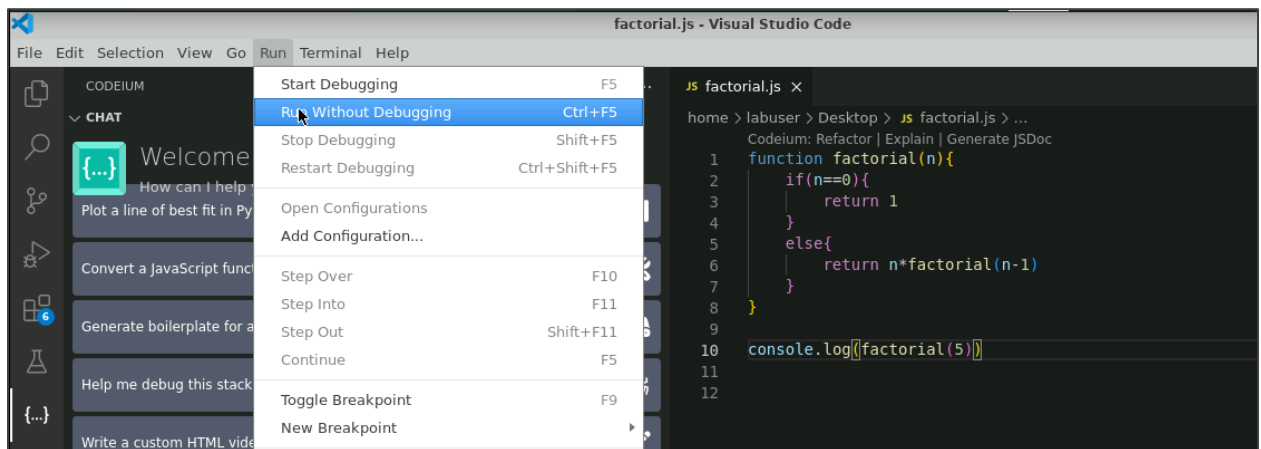 factorial.js - Visual Studio Code
File Edit Selection View Go Run Terminal Help
CODEIUM
CHAT
{...}
Welcome
How can I help
Plot a line of best fit in Py
Convert a JavaScript funct
Generate boilerplate for a
Help me debug this stack
Write a custom HTML vide
6
{...}
Start Debugging F5
Run Without Debugging Ctrl+F5
Stop Debugging Shift+F5
Restart Debugging Ctrl+Shift+F5
Open Configurations
Add Configuration...
Step Over F10
Step Into F11
Step Out Shift+F11
Continue F5
Toggle Breakpoint F9
New Breakpoint
JS factorial.js ×
home > labuser > Desktop > JS factorial.js > ...
Codeium: Refactor | Explain | Generate JSDoc
1 function factorial(n){
2 if(n==0){
3 return 1
4 }
5 else{
6 return n*factorial(n-1)
7 }
8 }
9
10 console.log(factorial(5))
11
12